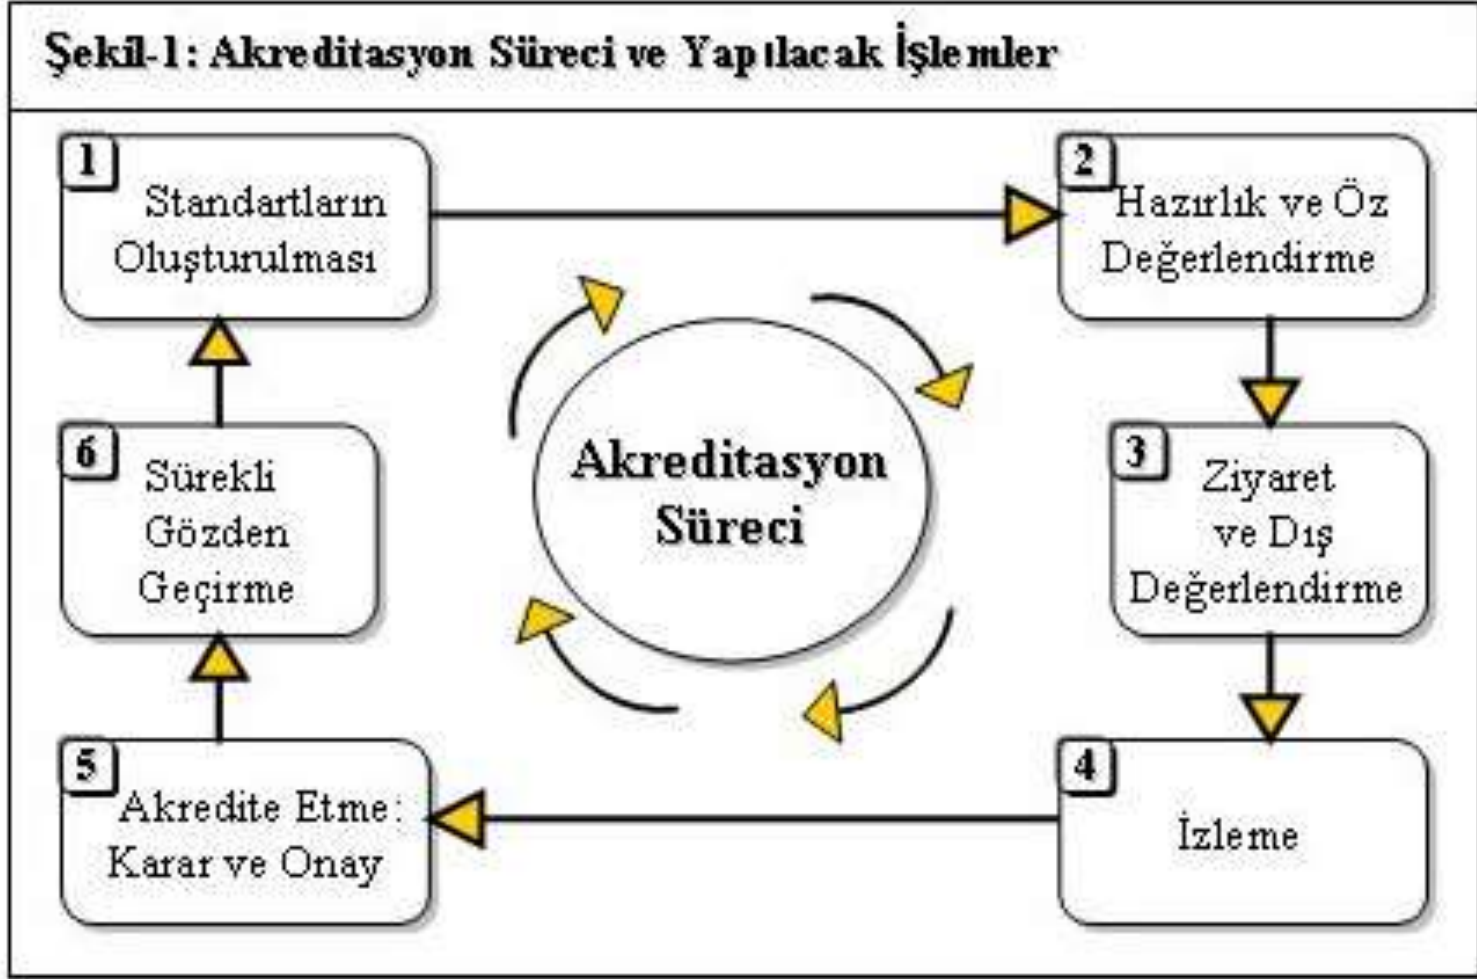 Şekil-1: Akreditasyon Süreci ve Yapılacak İşlemler
1
Standartların
Oluşturulması
2
Hazırlık ve Öz
Değerlendirme
3
Ziyaret
ve Dış
Değerlendirme
4
İzleme
5
Akredite Etme:
Karar ve Onay
6
Sürekli
Gözden
Geçirme
Akreditasyon
Süreci